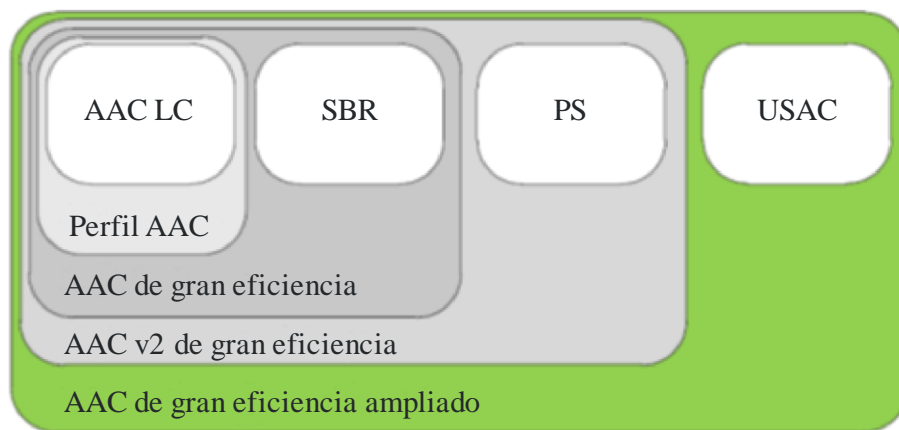 AAC LC
SBR
PS
USAC
Perfil AAC
AAC de gran eficiencia
AAC v2 de gran eficiencia
AAC de gran eficiencia ampliado